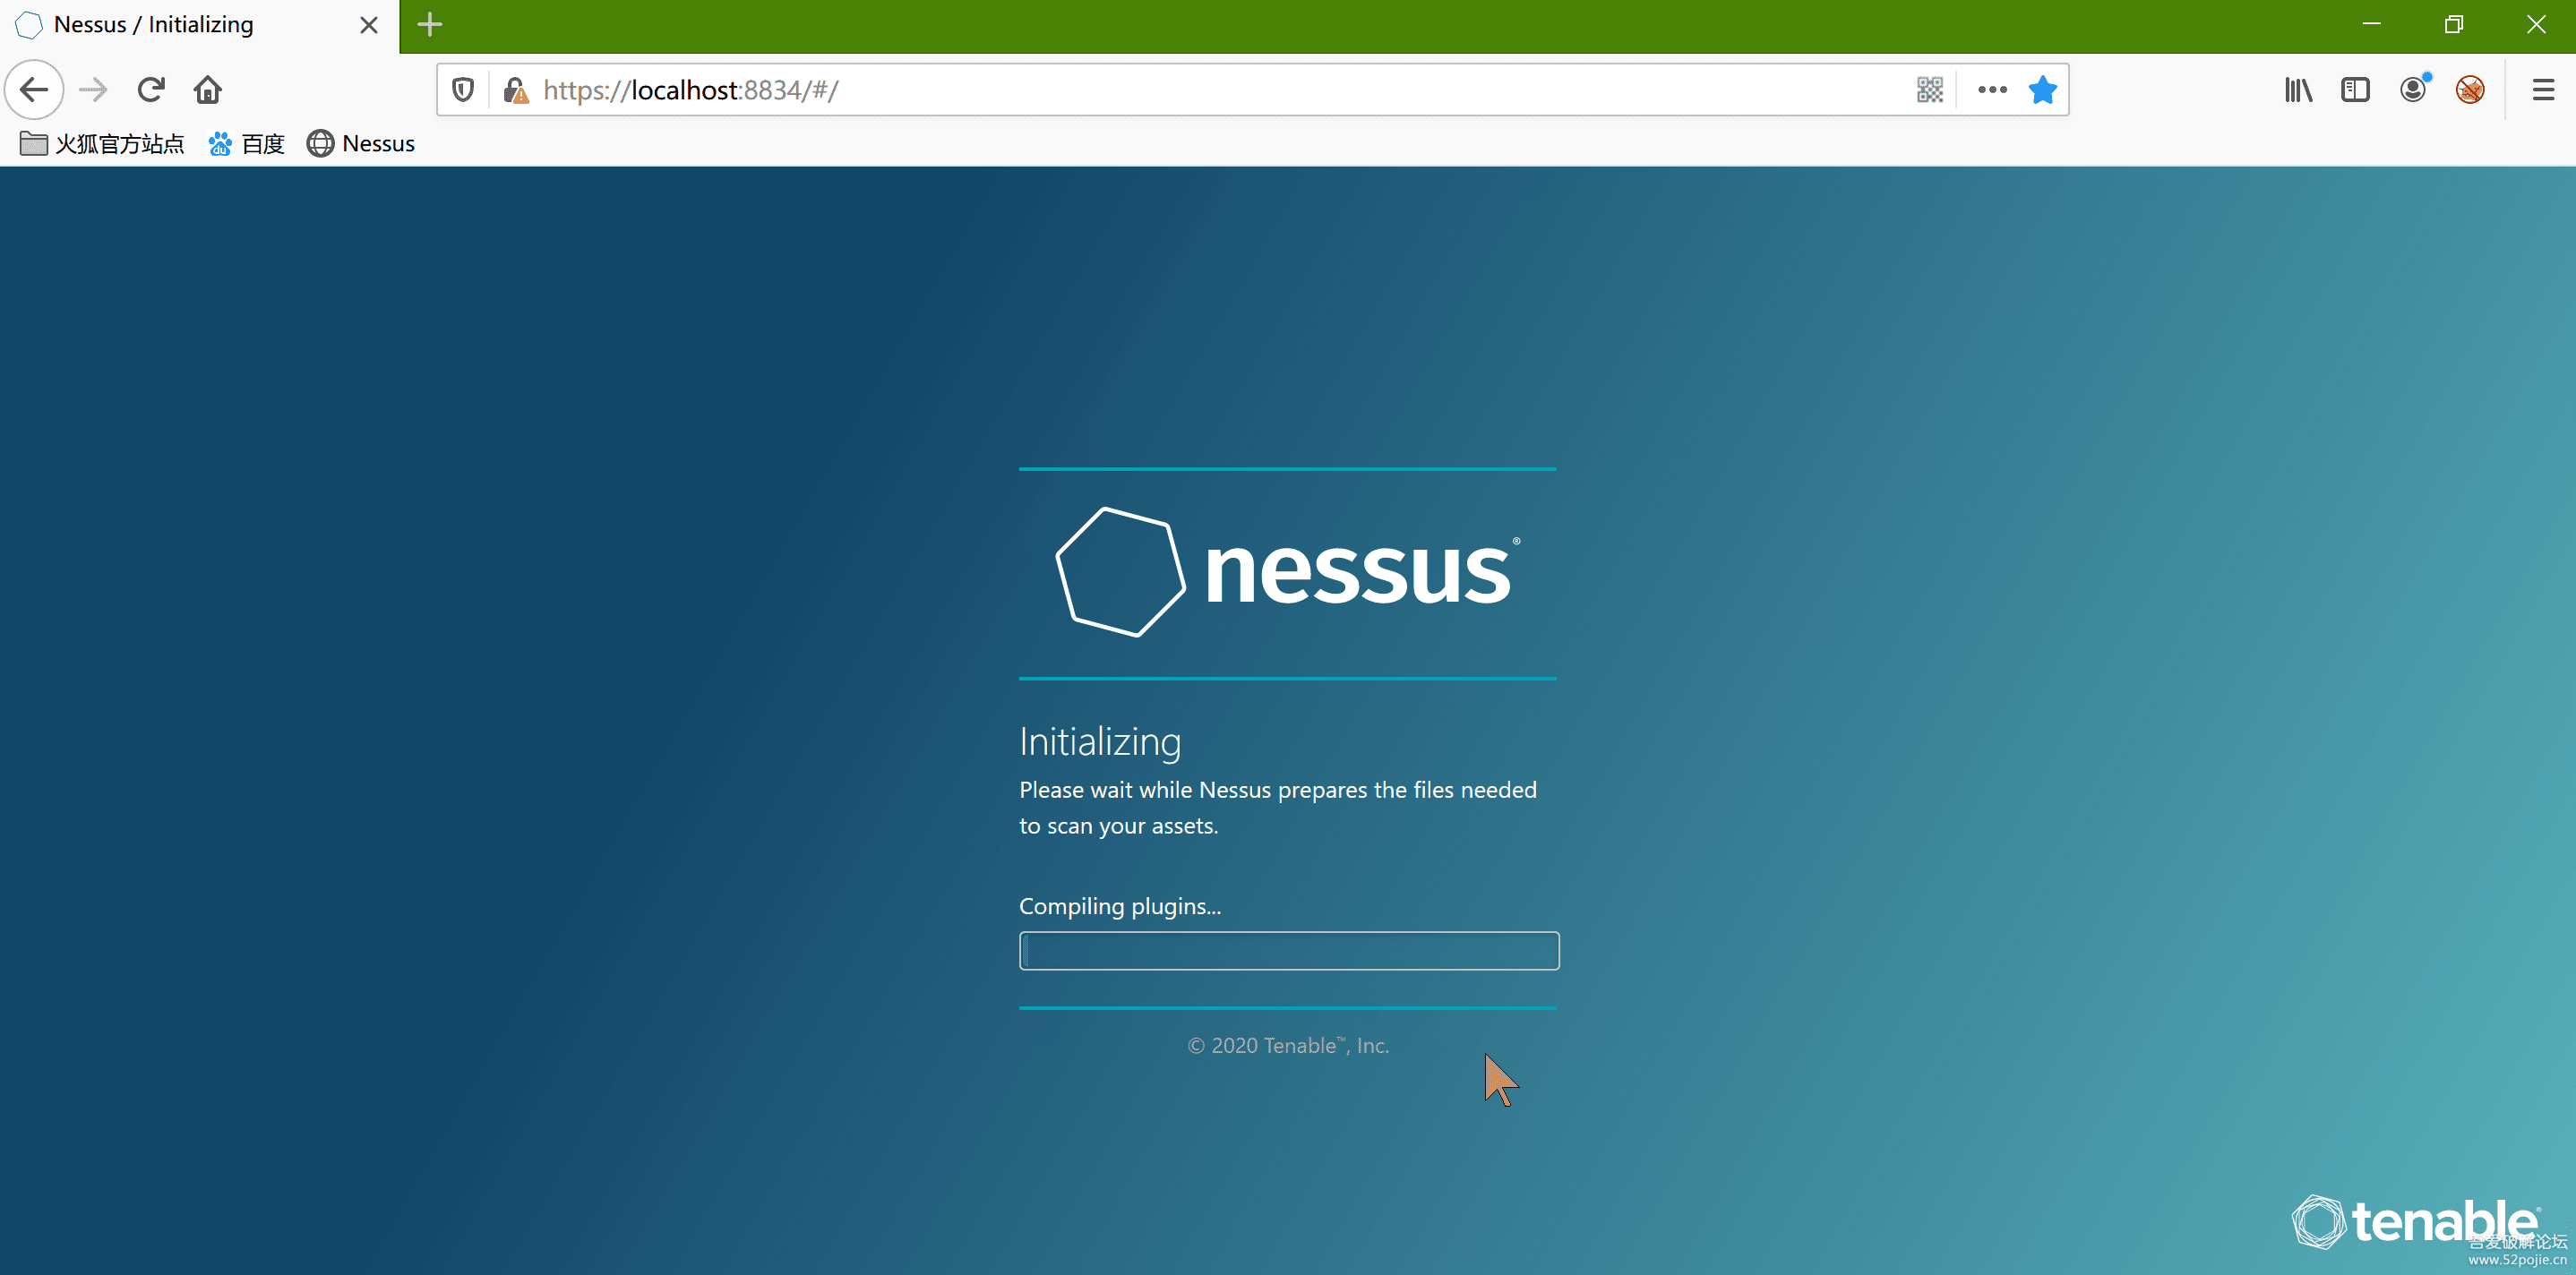 Nessus / Initializing
https://localhost:8834/#/
火狐官方站点 百度 Nessus
nessus®
Initializing
Please wait while Nessus prepares the files needed
to scan your assets.
Compiling plugins...
© 2020 Tenable™, Inc.
tenable®
吾爱破解论坛
www.52pojie.cn